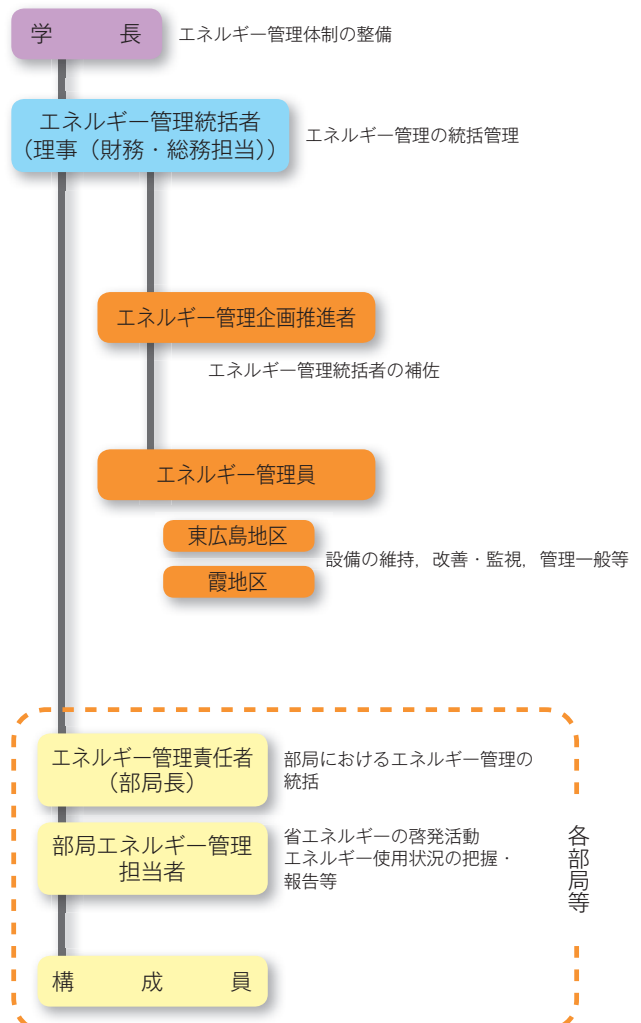 学　長
エネルギー管理体制の整備
エネルギー管理統括者
（理事（財務・総務担当））
エネルギー管理の統括管理
エネルギー管理企画推進者
エネルギー管理統括者の補佐
エネルギー管理員
東広島地区
霞地区
設備の維持，改善・監視，管理一般等
エネルギー管理責任者
（部局長）
部局におけるエネルギー管理の
統括
部局エネルギー管理
担当者
省エネルギーの啓発活動
エネルギー使用状況の把握・
報告等
各部局等
構　成　員